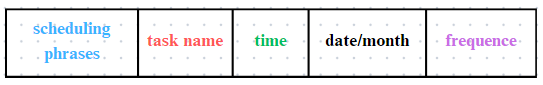 scheduling
phrases
task name
time
date/month
frequence